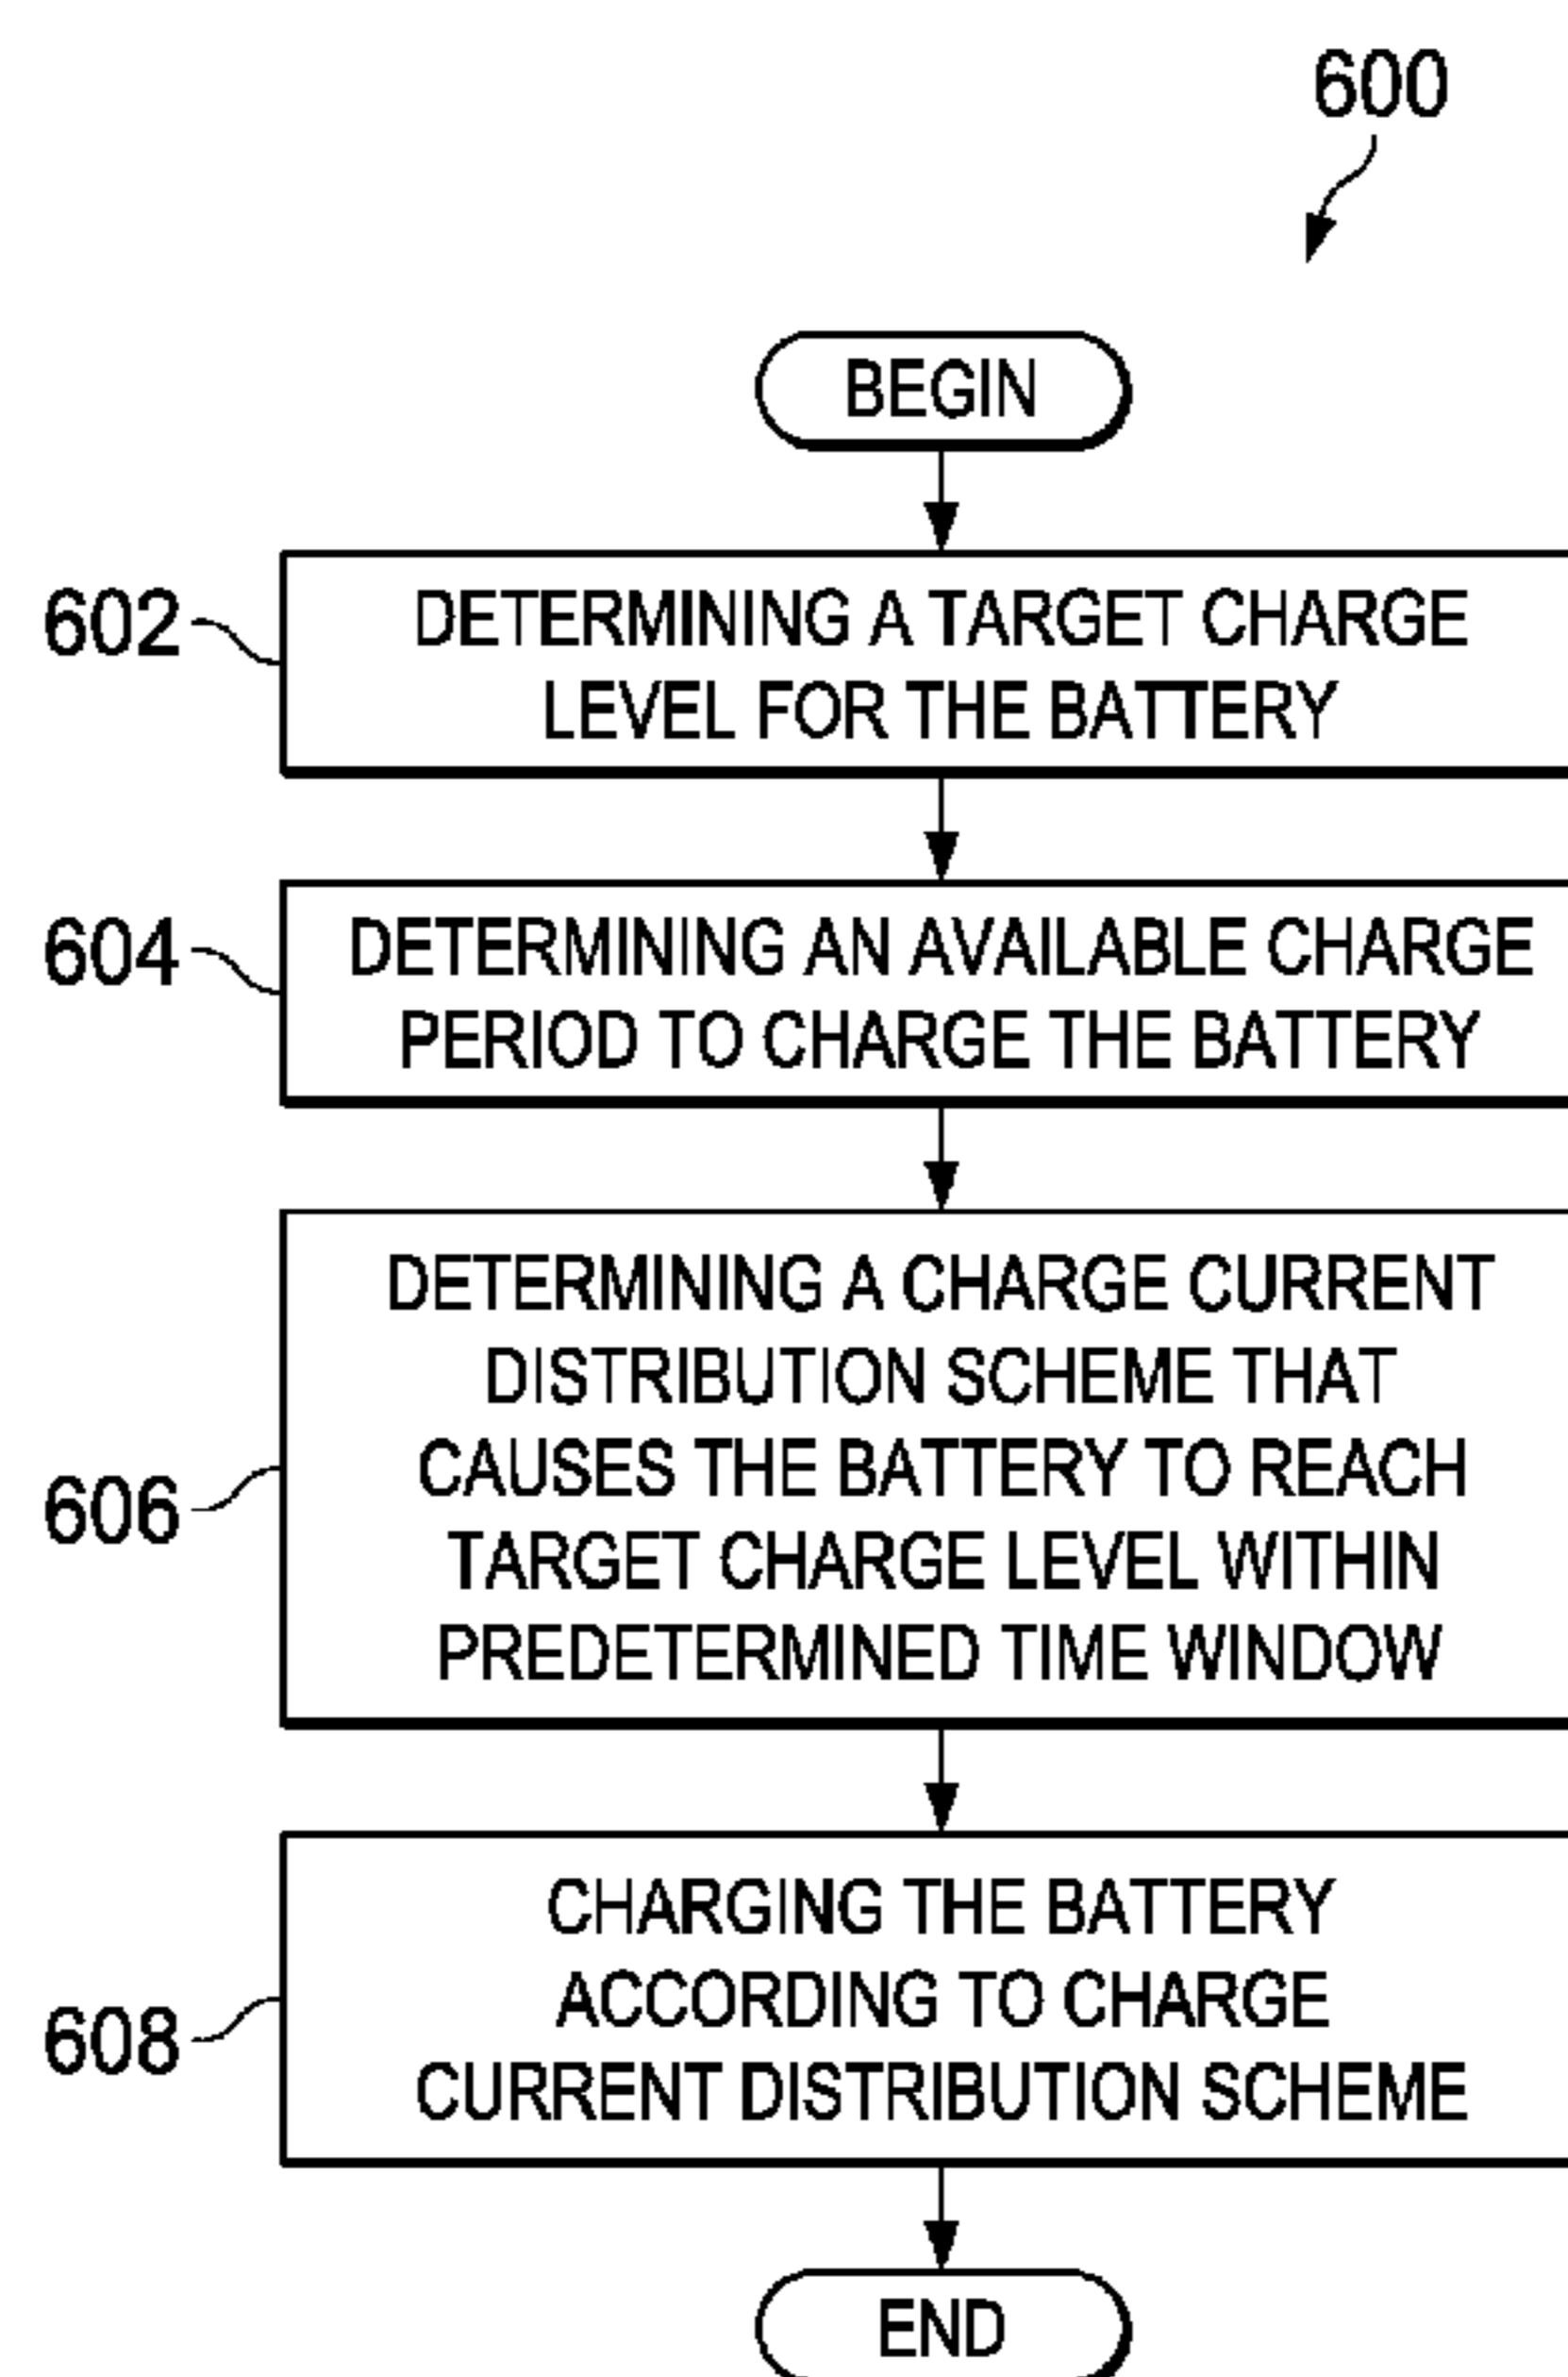 600
BEGIN
602
DETERMINING A TARGET CHARGE
LEVEL FOR THE BATTERY
604
DETERMINING AN AVAILABLE CHARGE
PERIOD TO CHARGE THE BATTERY
606
DETERMINING A CHARGE CURRENT
DISTRIBUTION SCHEME THAT
CAUSES THE BATTERY TO REACH
TARGET CHARGE LEVEL WITHIN
PREDETERMINED TIME WINDOW
608
CHARGING THE BATTERY
ACCORDING TO CHARGE
CURRENT DISTRIBUTION SCHEME
END